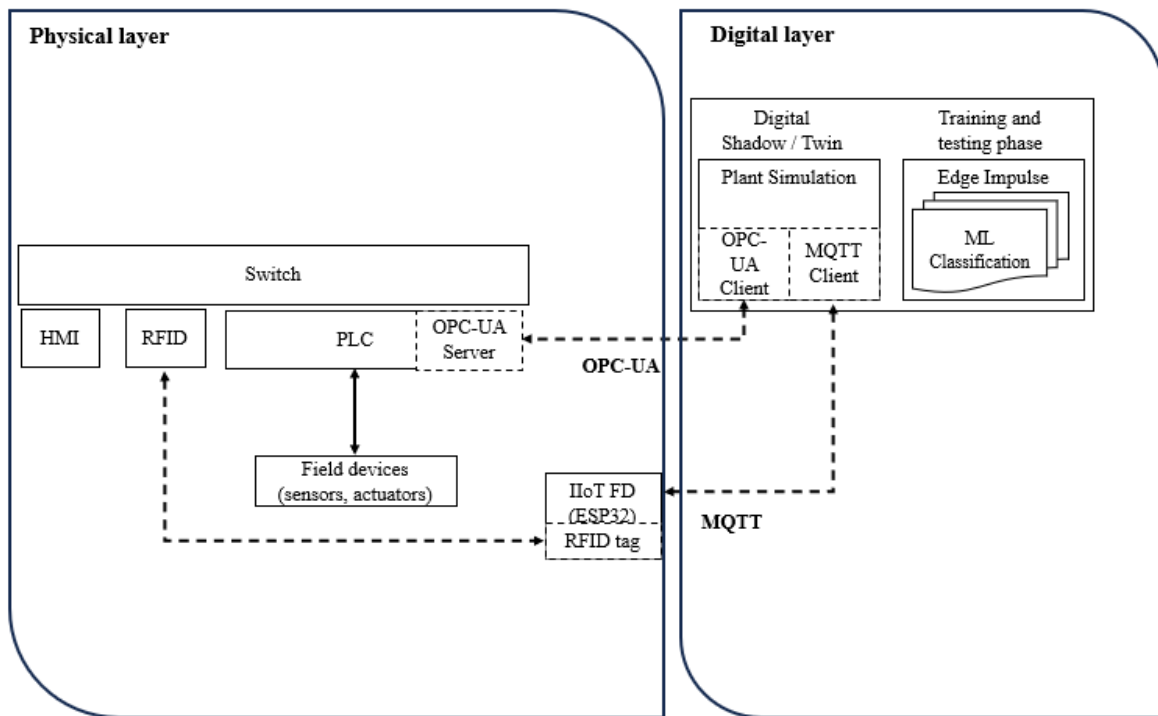 Physical layer
Switch
HMI
RFID
PLC
OPC-UA
Server
Field devices
(sensors, actuators)
IIoT FD
(ESP32)
RFID tag
OPC-UA
MQTT
Digital layer
Digital
Shadow / Twin
Plant Simulation
OPC-
UA
Client
MQTT
Client
Training and
testing phase
Edge Impulse
ML
Classification